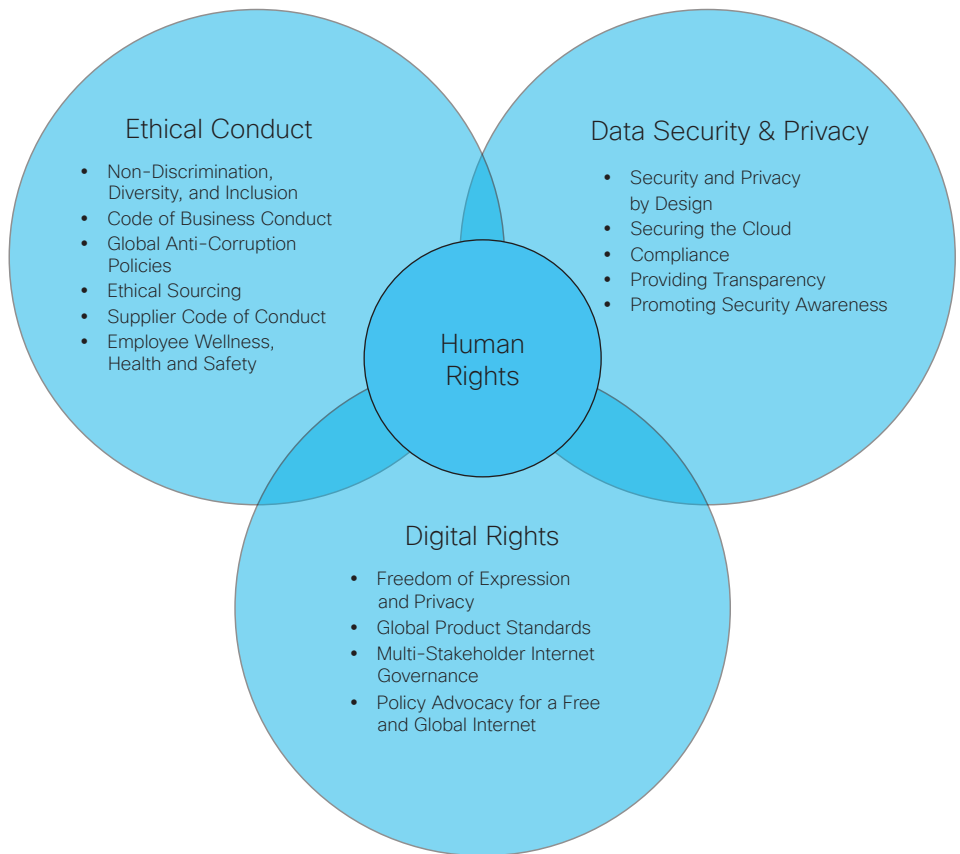 Ethical Conduct
• Non-Discrimination,
Diversity, and Inclusion
• Code of Business Conduct
• Global Anti-Corruption
Policies
• Ethical Sourcing
• Supplier Code of Conduct
• Employee Wellness,
Health and Safety
Data Security & Privacy
• Security and Privacy
by Design
• Securing the Cloud
• Compliance
• Providing Transparency
• Promoting Security Awareness
Human
Rights
Digital Rights
• Freedom of Expression
and Privacy
• Global Product Standards
• Multi-Stakeholder Internet
Governance
• Policy Advocacy for a Free
and Global Internet